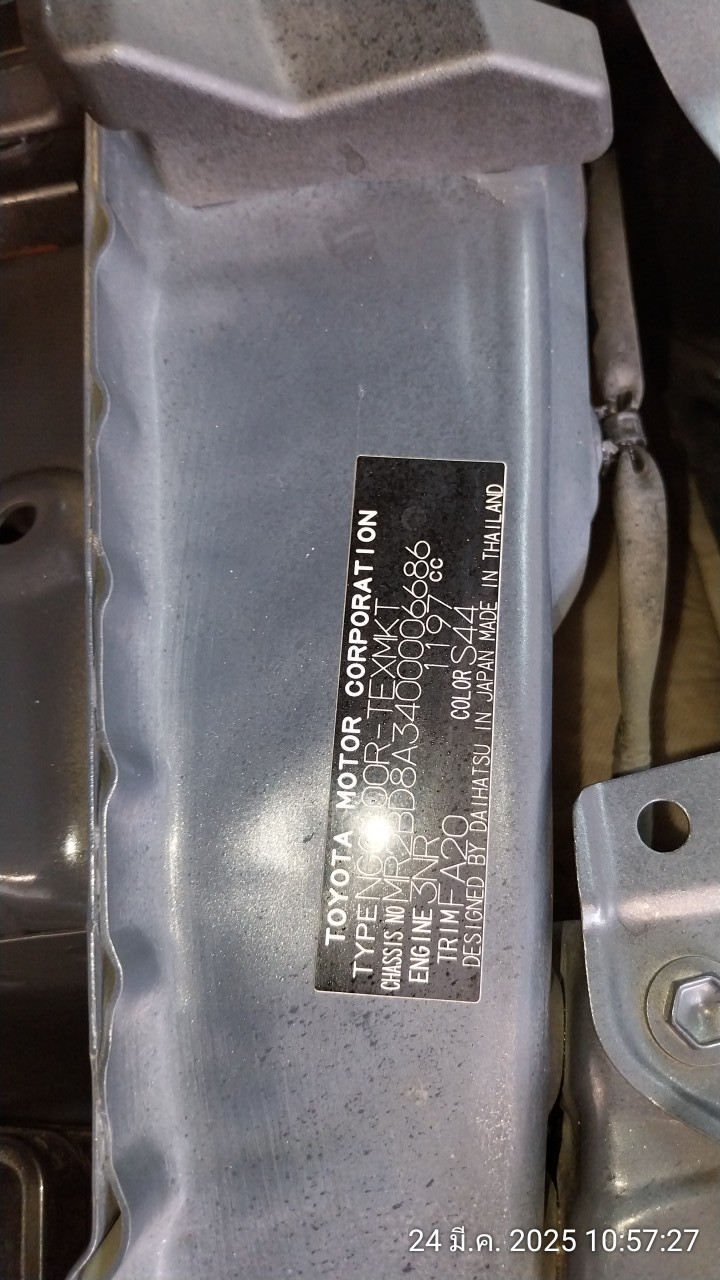 TOYOTA MOTOR CORPORATION
TYPE
CHASSIS NO MR2BD8A3400006686
ENGINE 3NR 1197 cc
TRIM FA20 COLOR S44
DESIGNED BY DAIHATSU IN JAPAN MADE IN THAILAND
24 มี.ค. 2025 10:57:27